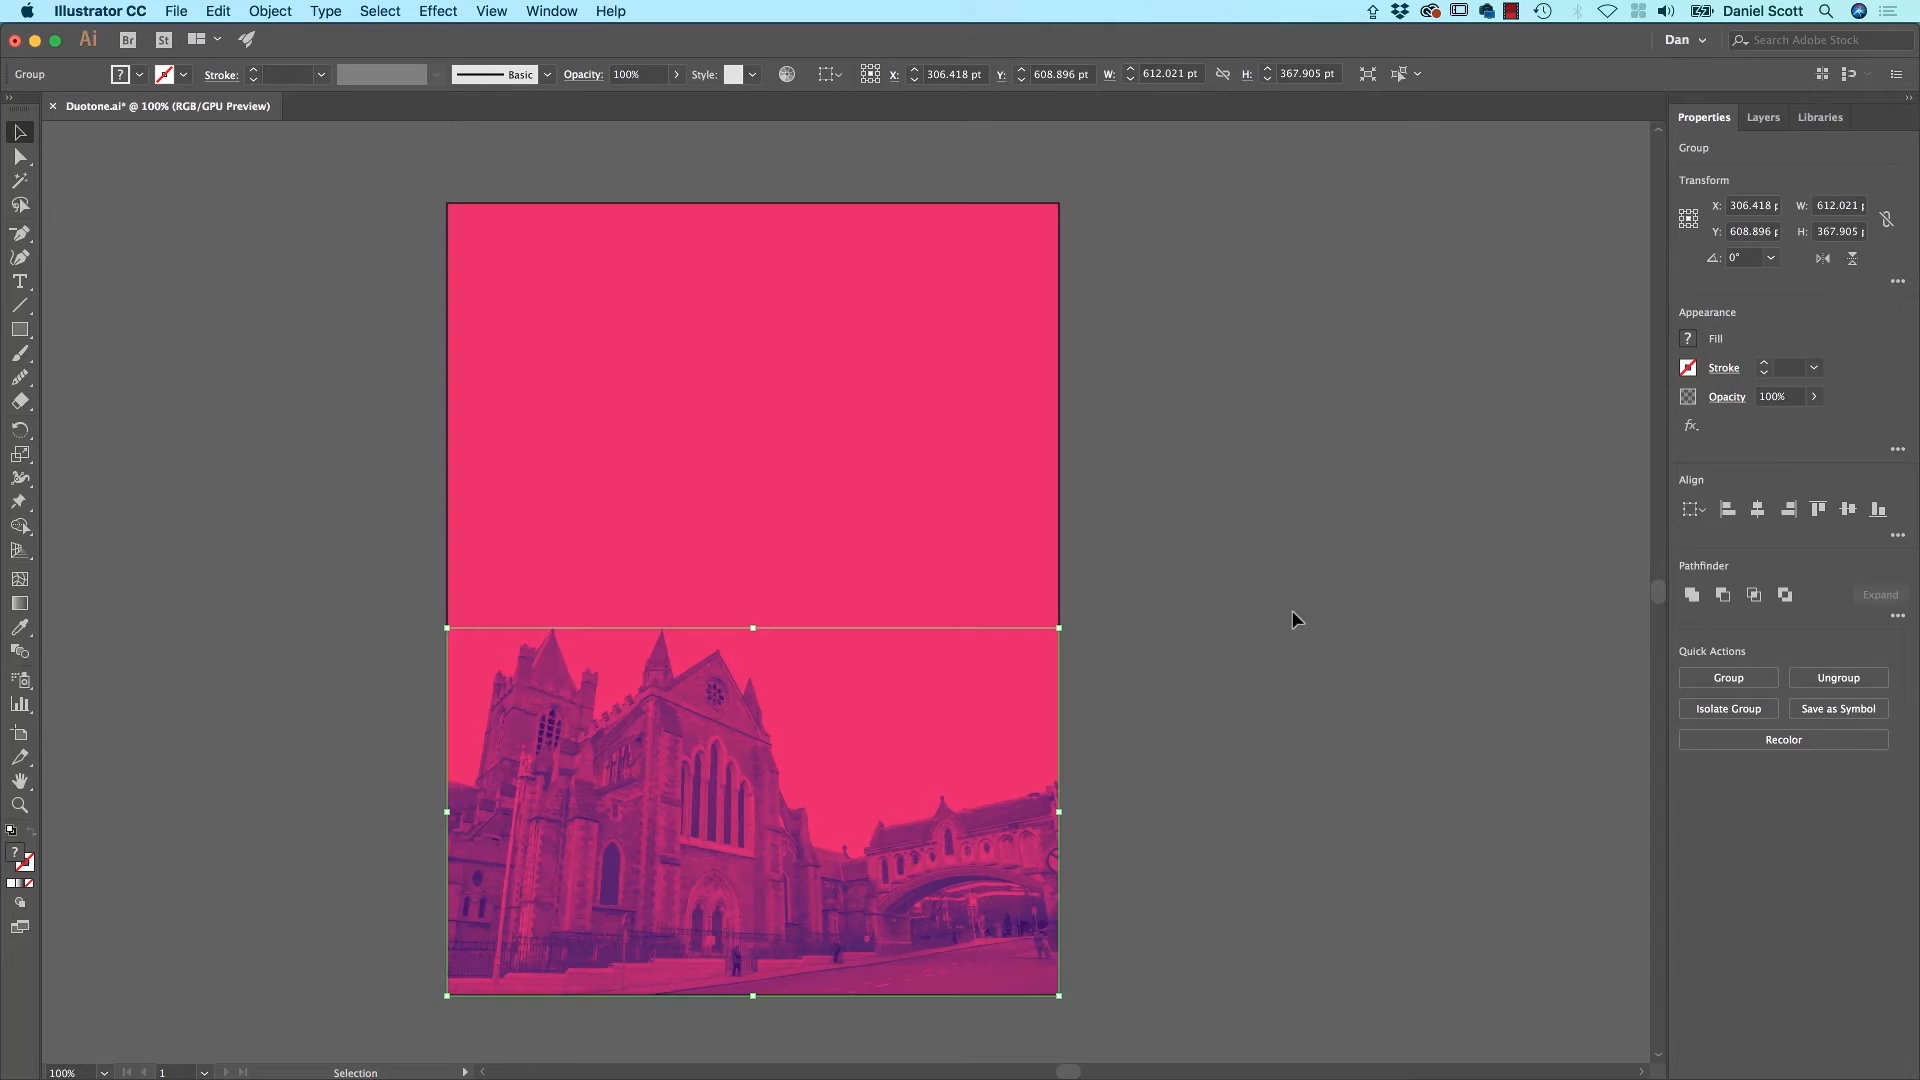 Illustrator CC File Edit Object Type Select Effect View Window Help Daniel Scott
Ai Br St Dan Search Adobe Stock
Group ? Stroke: Basic Opacity: 100% Style: X: 306.418 pt Y: 608.896 pt W: 612.021 pt H: 367.905 pt
× Duotone.ai* @ 100% (RGB/GPU Preview)
Properties Layers Libraries
Group
Transform
X: 306.418 p W: 612.021 p
Y: 608.896 p H: 367.905 p
0°
Appearance
? Fill
Stroke
Opacity 100%
fx.
Align
Pathfinder
Expand
Quick Actions
Group Ungroup
Isolate Group Save as Symbol
Recolor
?
100% 1 Selection